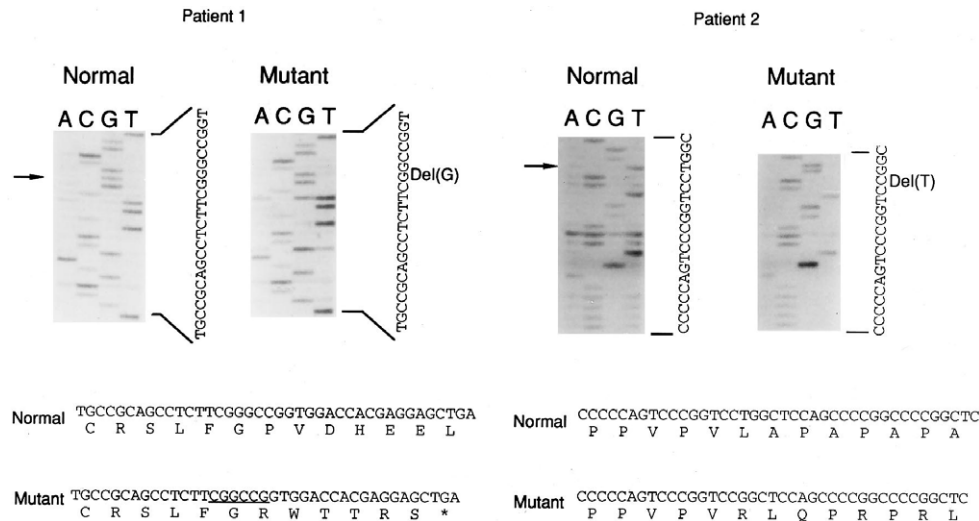 Patient 1
Patient 2
Normal
Mutant
Normal
Mutant
A C G T
A C G T
A C G T
A C G T
TGCCGCAGCCTCTTCGGGCCGGT
TGCCGCAGCCTCTTCGGCCGGT
Del(G)
CCCCCAGTCCCGGTCCTGGC
CCCCCAGTCCCGGTCCGGC
Del(T)
Normal TGCCGCAGCCTCTTCGGGCCGGTGGACCACGAGGAGCTGA
C R S L F G P V D H E E L
Mutant TGCCGCAGCCTCTTCGGCCGGTGGACCACGAGGAGCTGA
C R S L F G R W T T R S *
Normal CCCCCAGTCCCGGTCCTGGCTCCAGCCCCGGCCCCGGCTC
P P V P V L A P A P A P A
Mutant CCCCCAGTCCCGGTCCGGCTCCAGCCCCGGCCCCGGCTC
P P V P V R L Q P R P R L